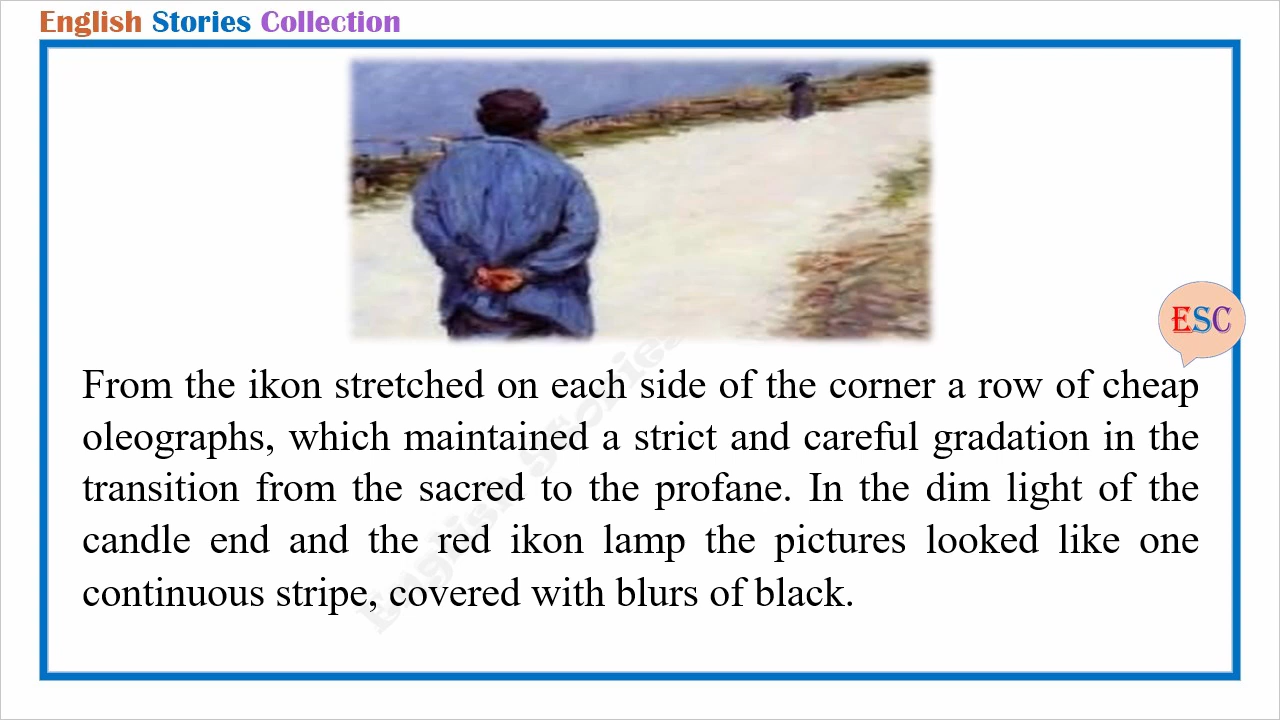 English Stories Collection
ESC
From the ikon stretched on each side of the corner a row of cheap
oleographs, which maintained a strict and careful gradation in the
transition from the sacred to the profane. In the dim light of the
candle end and the red ikon lamp the pictures looked like one
continuous stripe, covered with blurs of black.
English Stories